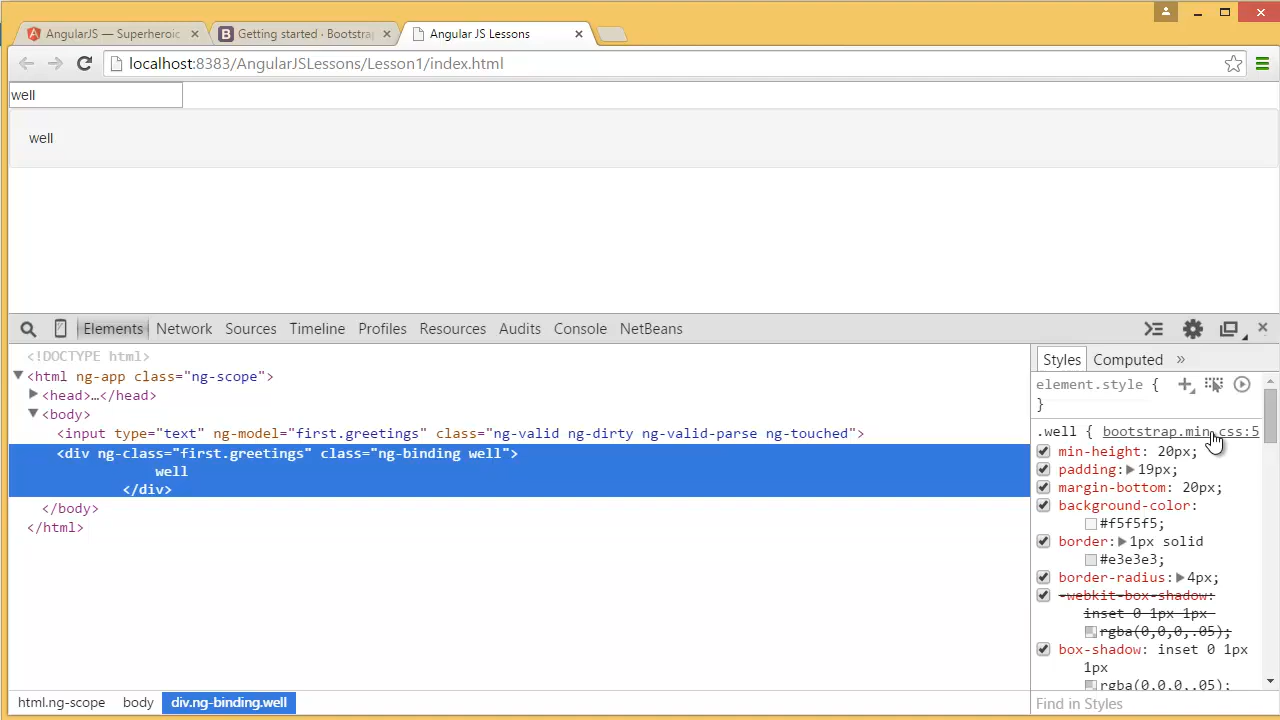 AngularJS — Superheroic
Getting started · Bootstrap
Angular JS Lessons
localhost:8383/AngularJSLessons/Lesson1/index.html
well
well
Elements Network Sources Timeline Profiles Resources Audits Console NetBeans
<!DOCTYPE html>
<html ng-app class="ng-scope">
<head>…</head>
<body>
<input type="text" ng-model="first.greetings" class="ng-valid ng-dirty ng-valid-parse ng-touched">
<div ng-class="first.greetings" class="ng-binding well">
well
</div>
</body>
</html>
html.ng-scope body div.ng-binding.well
Styles Computed »
element.style {
}
.well { bootstrap.min.css:5
min-height: 20px;
padding: 19px;
margin-bottom: 20px;
background-color:
#f5f5f5;
border: 1px solid
#e3e3e3;
border-radius: 4px;
-webkit-box-shadow:
inset 0 1px 1px
rgba(0,0,0,.05);
box-shadow: inset 0 1px
1px
rgba(0,0,0,.05);
Find in Styles